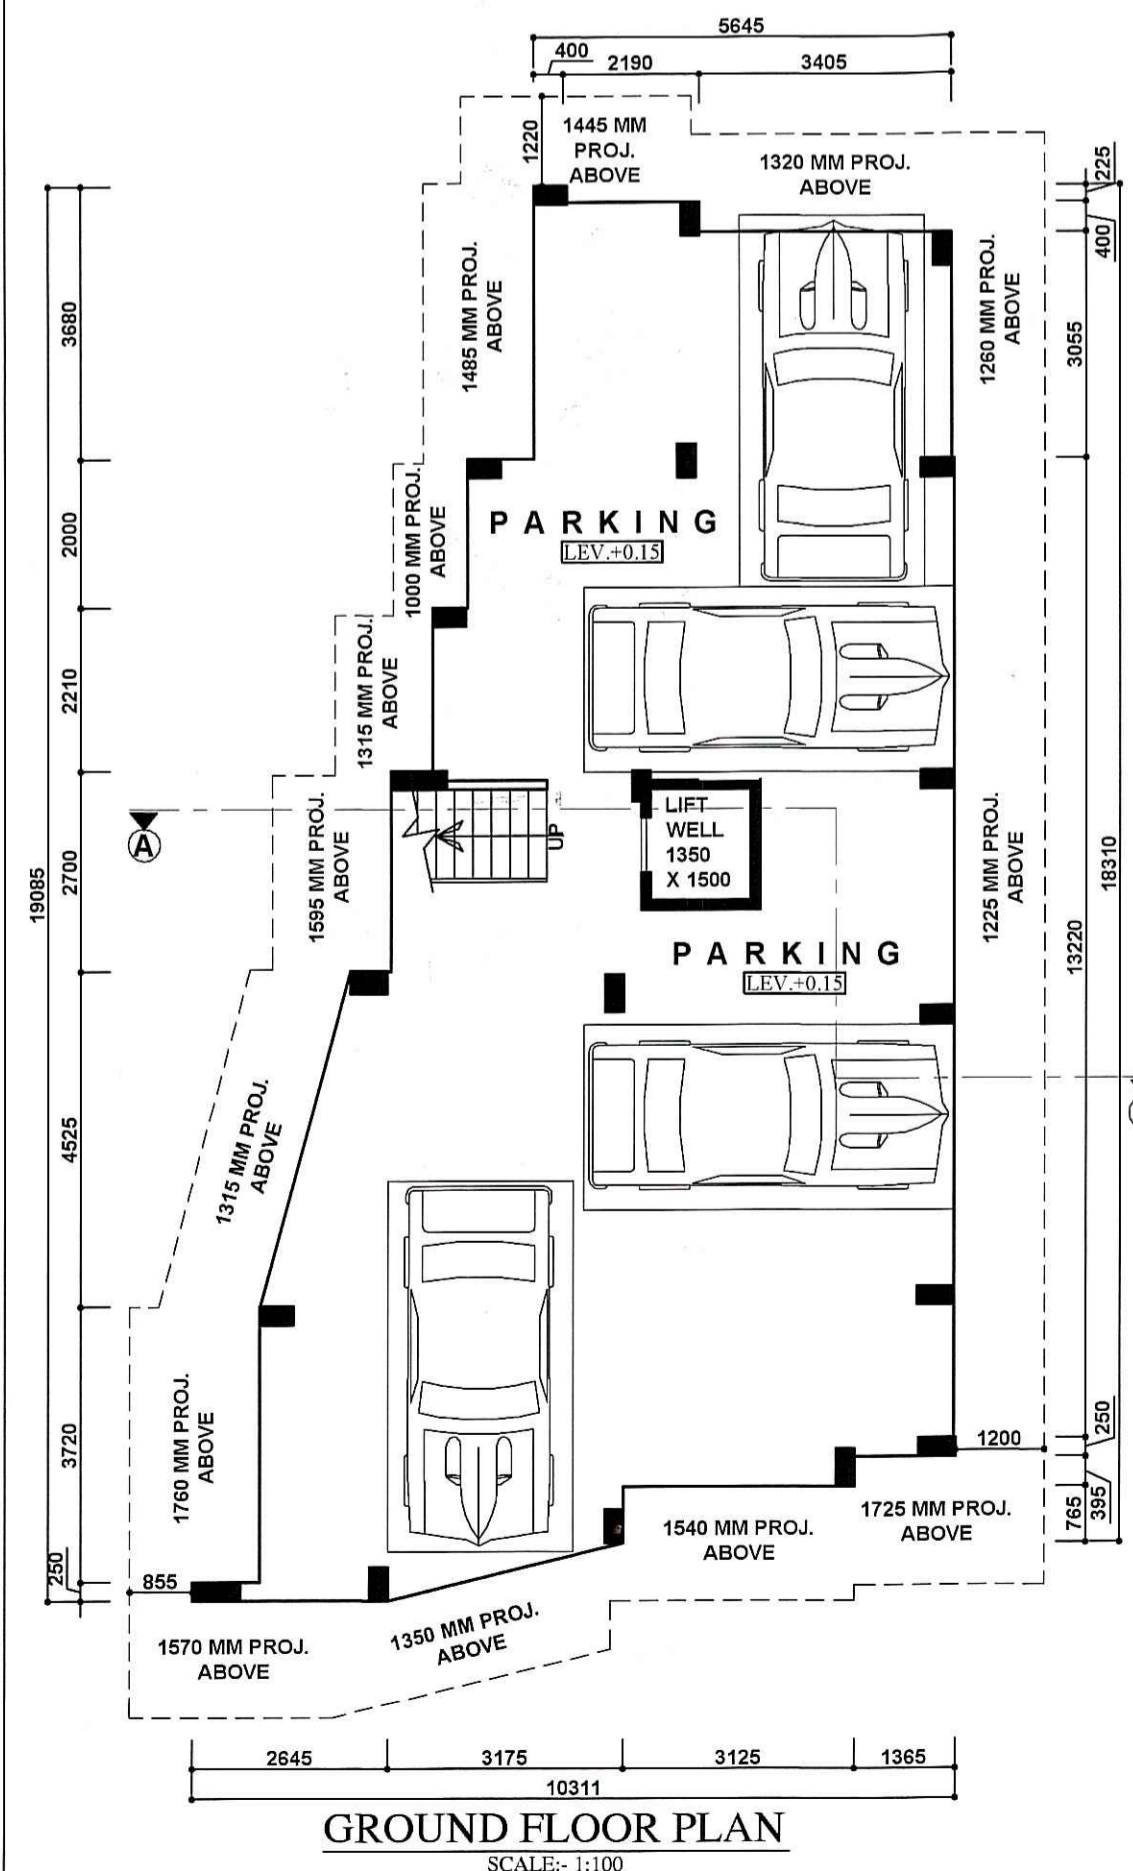 5645
400
2190
3405
1220
1445 MM
PROJ.
ABOVE
1320 MM PROJ.
ABOVE
225
400
1485 MM PROJ.
ABOVE
1260 MM PROJ.
ABOVE
3680
3055
1000 MM PROJ.
ABOVE
PARKING
LEV.+0.15
2000
1315 MM PROJ.
ABOVE
2210
A
UP
LIFT
WELL
1350
X 1500
1595 MM PROJ.
ABOVE
2700
19085
1225 MM PROJ.
ABOVE
18310
13220
PARKING
LEV.+0.15
1315 MM PROJ.
ABOVE
4525
1760 MM PROJ.
ABOVE
3720
1200
250
395
765
1725 MM PROJ.
ABOVE
1540 MM PROJ.
ABOVE
250
855
1350 MM PROJ.
ABOVE
1570 MM PROJ.
ABOVE
2645
3175
3125
1365
10311
GROUND FLOOR PLAN
SCALE:- 1:100